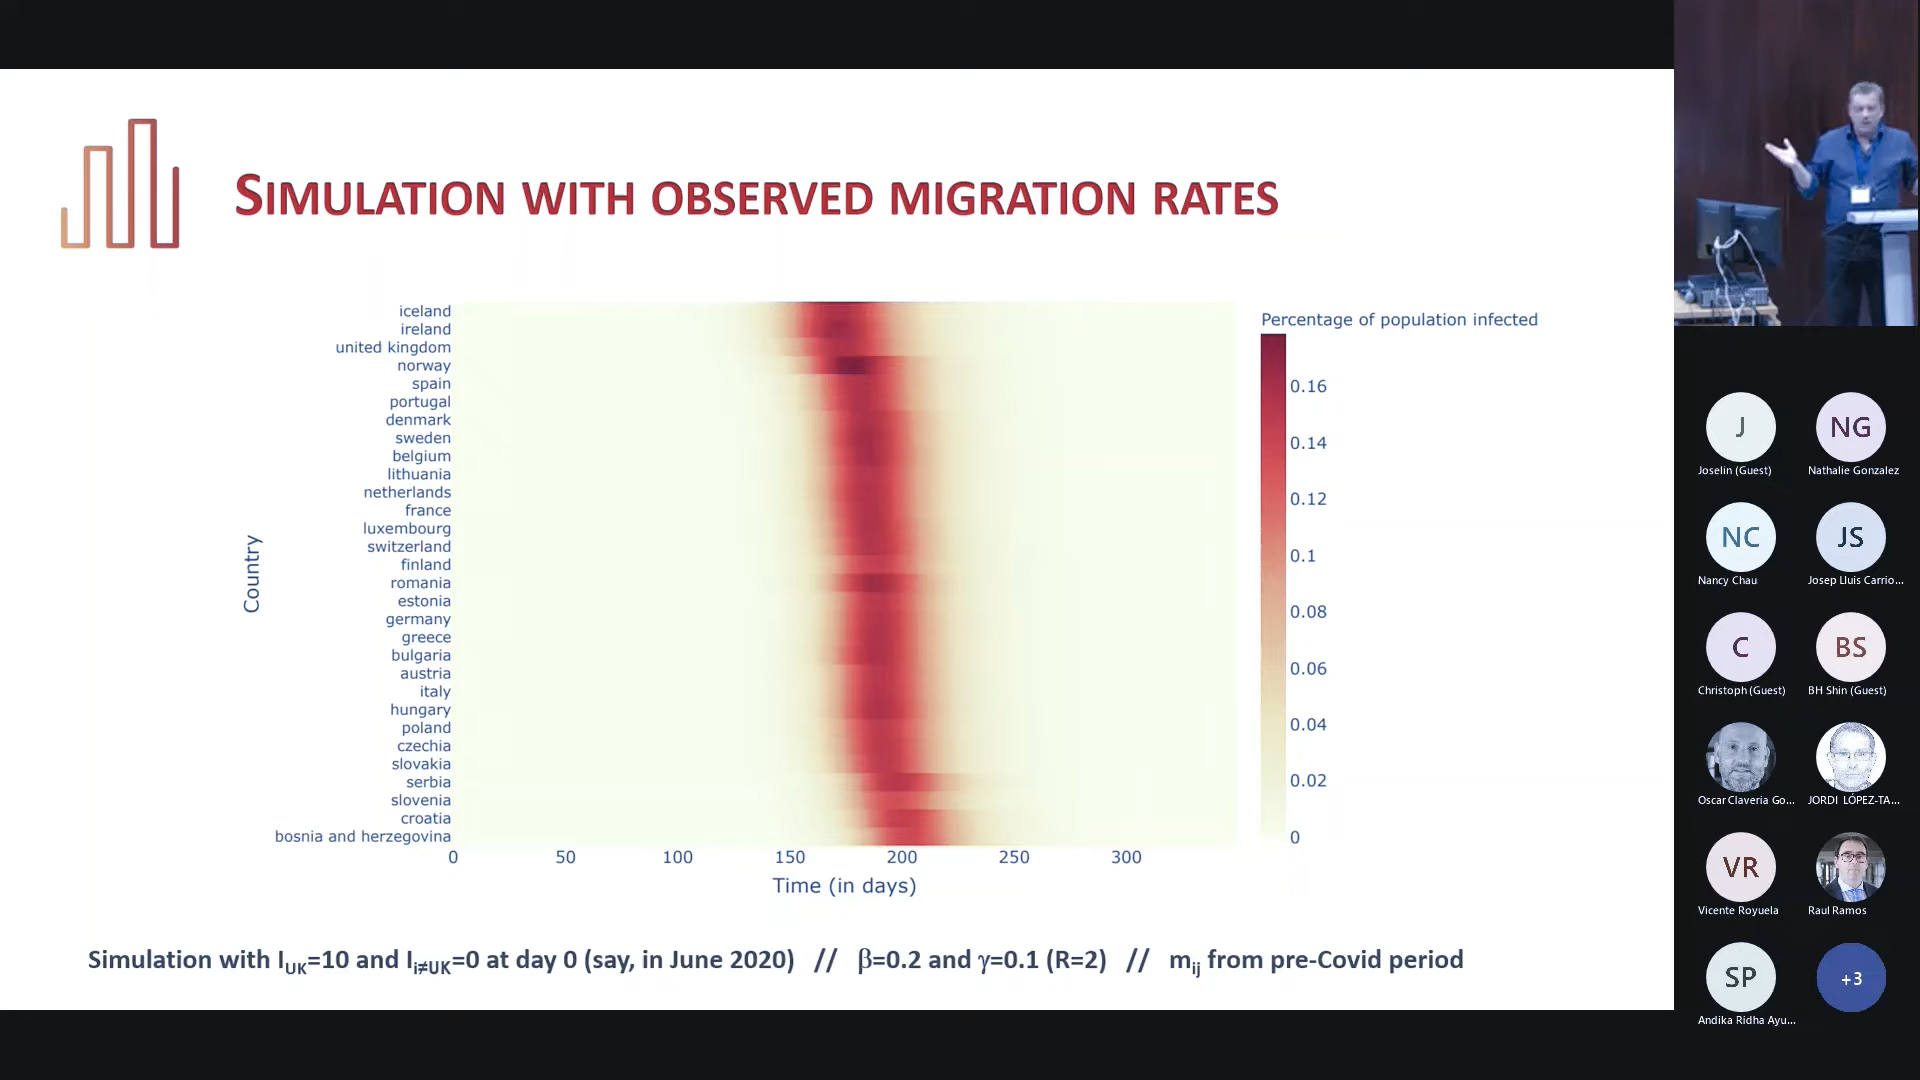 SIMULATION WITH OBSERVED MIGRATION RATES
Percentage of population infected
0.16
0.14
0.12
0.1
0.08
0.06
0.04
0.02
0
Country
iceland
ireland
united kingdom
norway
spain
portugal
denmark
sweden
belgium
lithuania
netherlands
france
luxembourg
switzerland
finland
romania
estonia
germany
greece
bulgaria
austria
italy
hungary
poland
czechia
slovakia
serbia
slovenia
croatia
bosnia and herzegovina
0 50 100 150 200 250 300
Time (in days)
Simulation with I_UK=10 and I_i≠UK=0 at day 0 (say, in June 2020) // β=0.2 and γ=0.1 (R=2) // m_ij from pre-Covid period
J NG
Joselin (Guest) Nathalie Gonzalez
NC JS
Nancy Chau Josep Lluis Carrio...
C BS
Christoph (Guest) BH Shin (Guest)
Oscar Claveria Go... JORDI LÓPEZ-TA...
VR
Vicente Royuela Raul Ramos
SP +3
Andika Ridha Ayu...